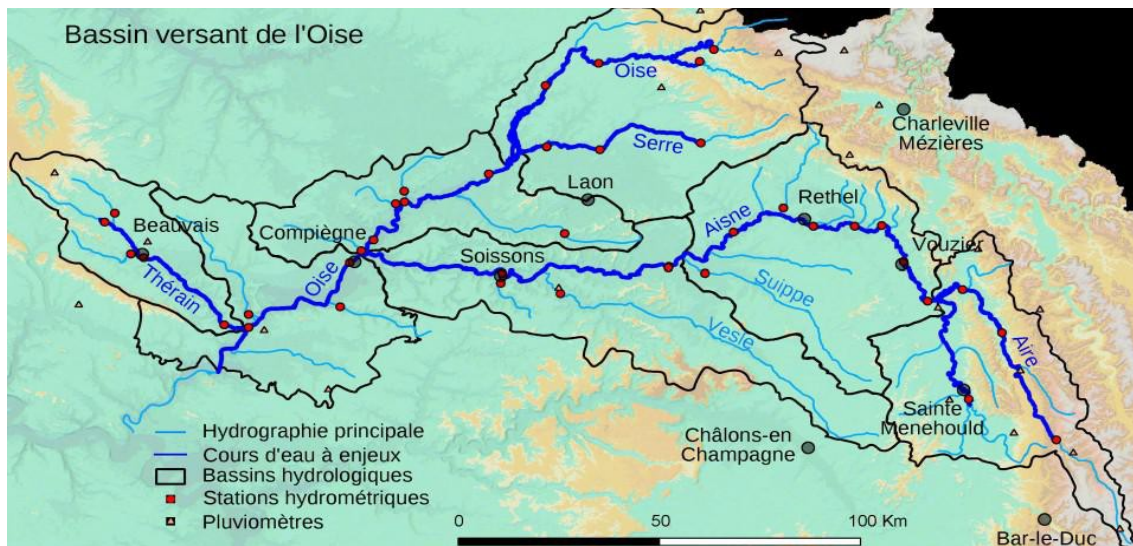 Bassin versant de l'Oise
Oise
Charleville
Mézières
Serre
Laon
Rethel
Aisne
Beauvais
Compiègne
Soissons
Vouzier
Oise
Thérain
Suippe
Vesle
Aire
Sainte
Menehould
Châlons-en
Champagne
Bar-le-Duc
Hydrographie principale
Cours d'eau à enjeux
Bassins hydrologiques
Stations hydrométriques
Pluviomètres
0 50 100 Km